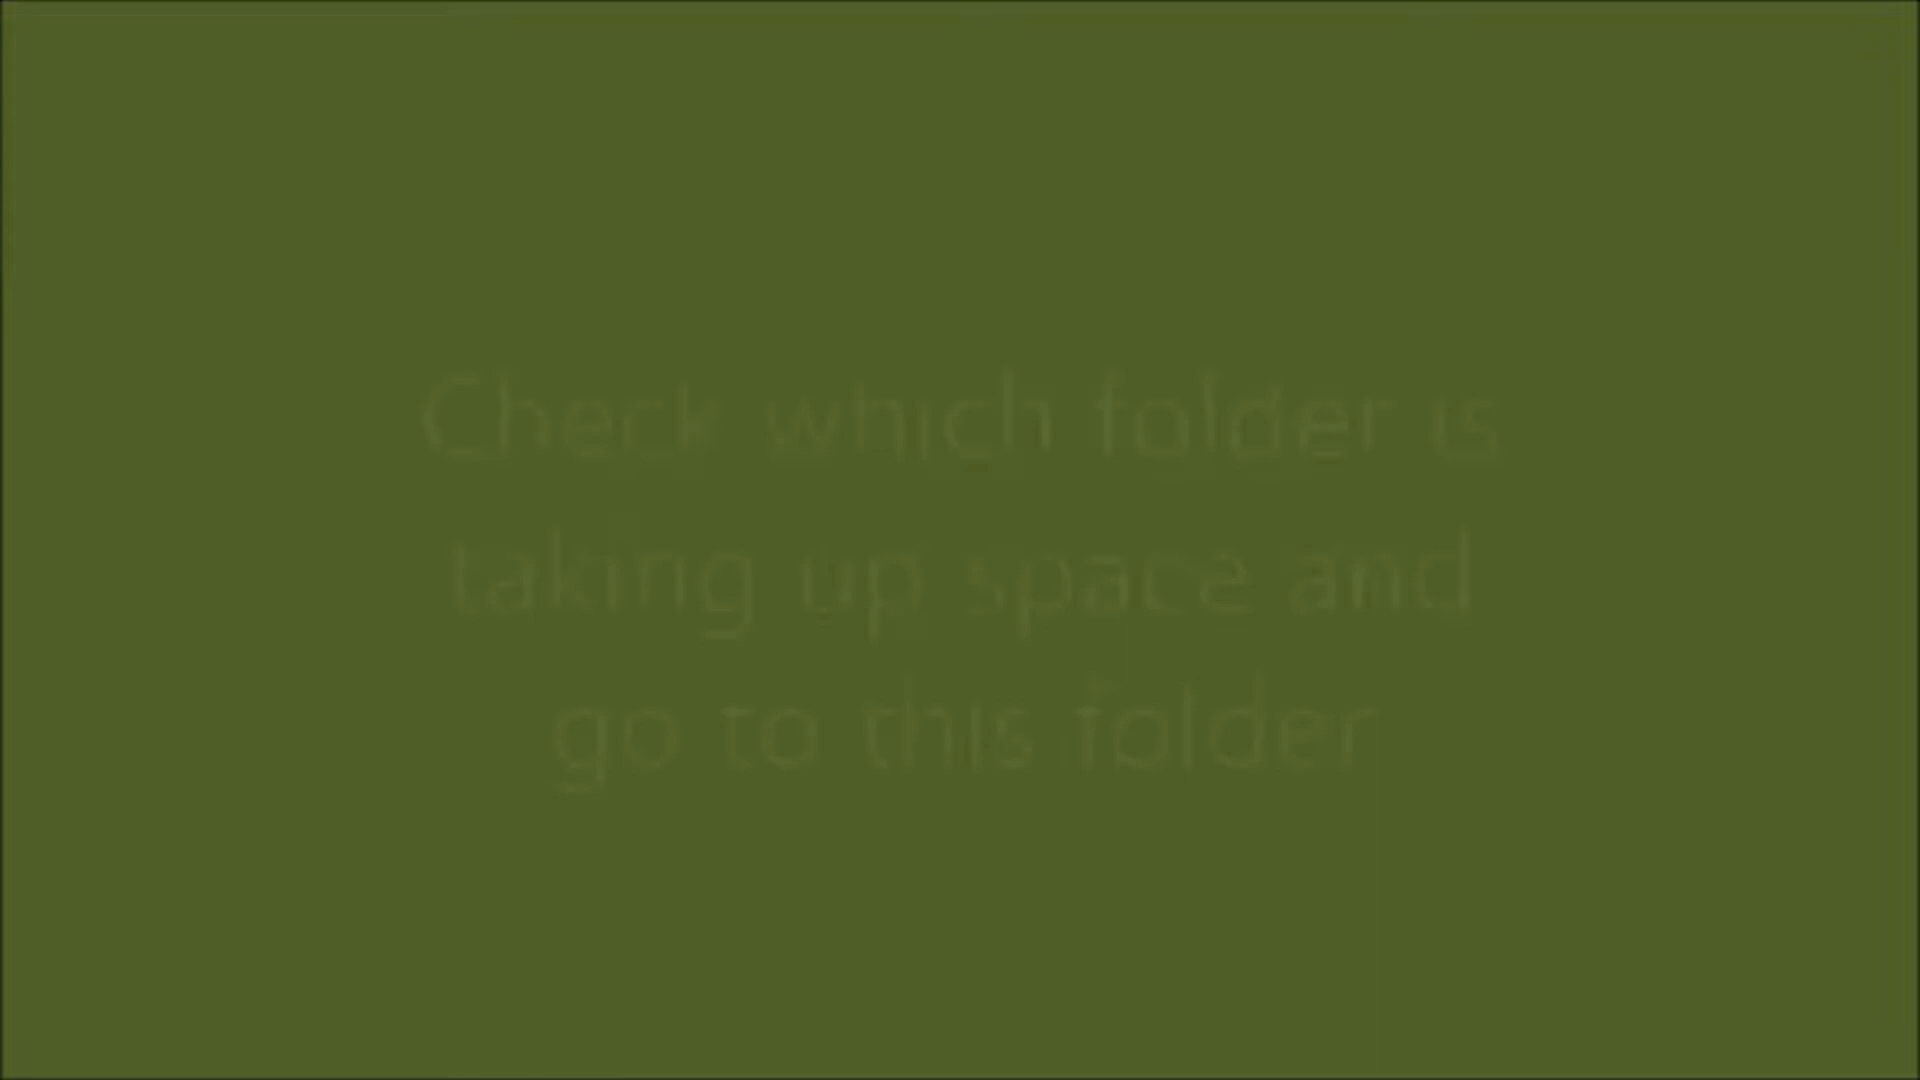 Check which folder is
taking up space and
go to this folder